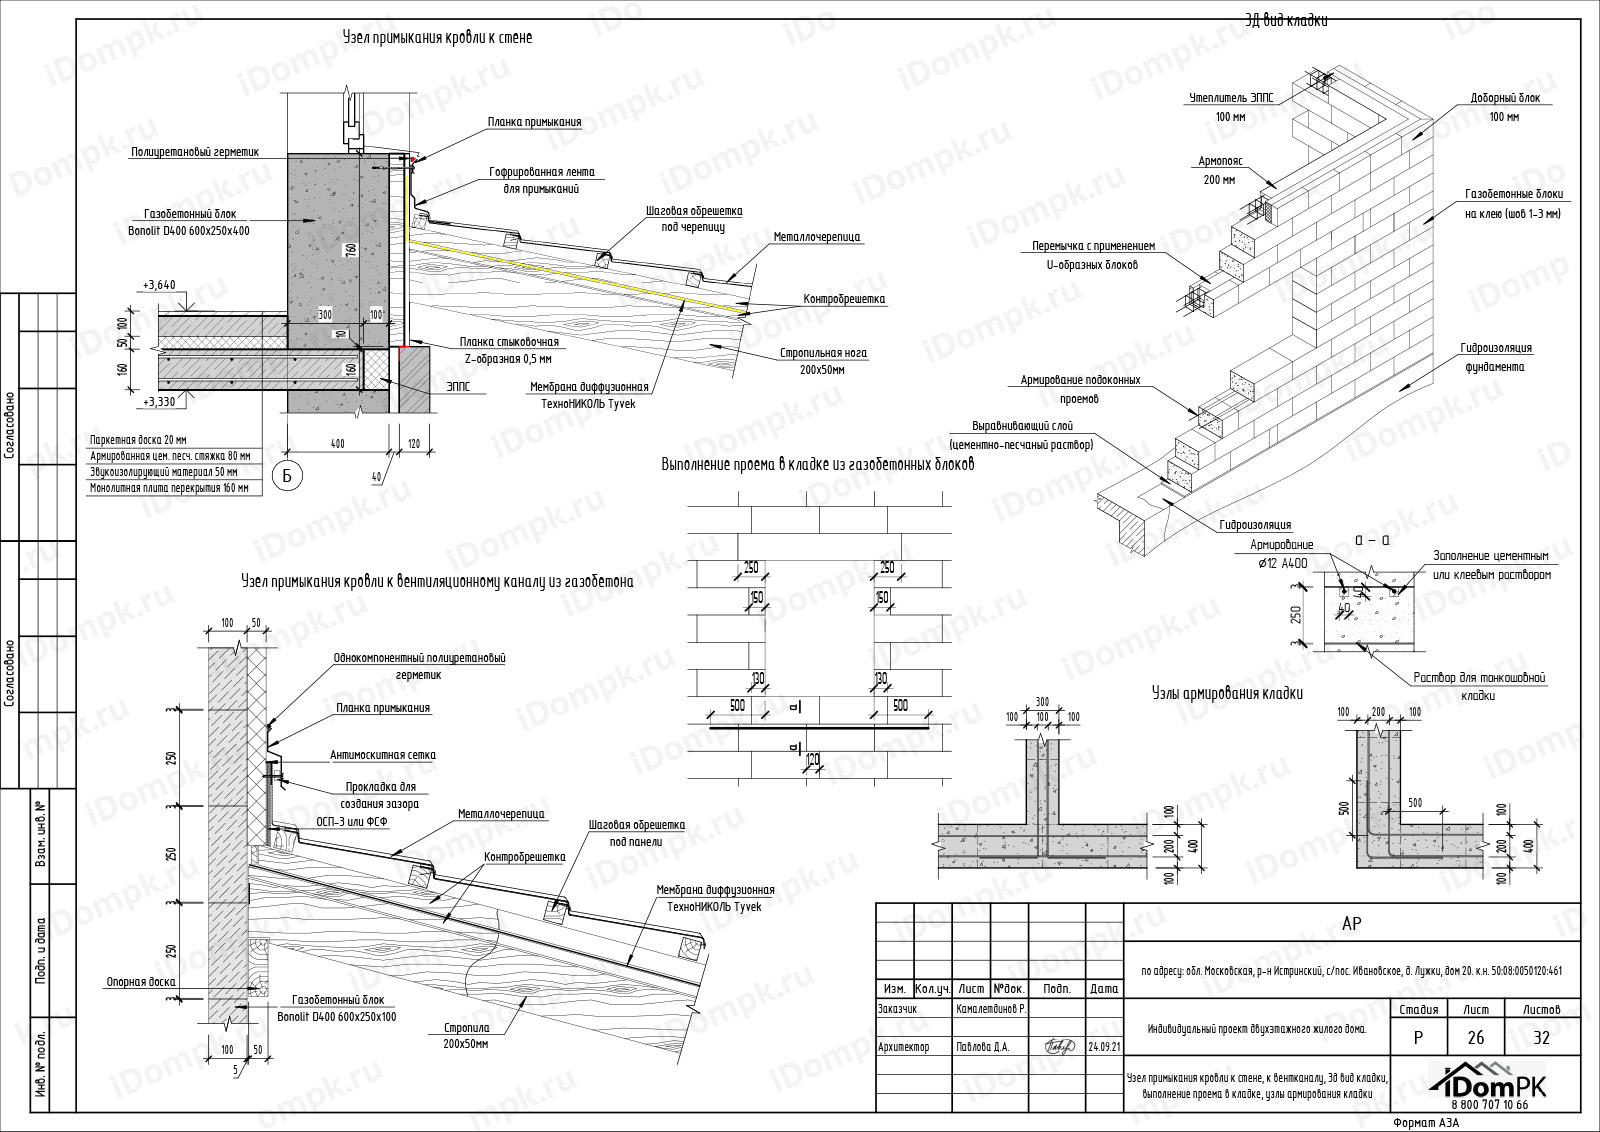 Узел примыкания кровли к стене
Планка примыкания
Полиуретановый герметик
Гофрированная лента
для примыканий
Газобетонный блок
Bonolit D400 600х250х400
Шаговая обрешетка
под черепицу
Металлочерепица
760
+3,640
300
100
Контробрешетка
100
50
160
10
160
Планка стыковочная
Z-образная 0,5 мм
Стропильная нога
200х50мм
ЭППС
Мембрана диффузионная
ТехноНИКОЛЬ Tyvek
+3,330
Паркетная доска 20 мм
Армированная цем. песч. стяжка 80 мм
Звукоизолирующий материал 50 мм
Монолитная плита перекрытия 160 мм
400
120
40
Б
3Д вид кладки
Утеплитель ЭППС
100 мм
Доборный блок
100 мм
Армопояс
200 мм
Газобетонные блоки
на клею (шов 1-3 мм)
Перемычка с применением
U-образных блоков
Гидроизоляция
фундамента
Армирование подоконных
проемов
Выравнивающий слой
(цементно-песчаный раствор)
Гидроизоляция
Выполнение проема в кладке из газобетонных блоков
250
250
150
150
130
130
500
500
а
а
120
а - а
Армирование
Ø12 А400
Заполнение цементным
или клеевым раствором
3
250
3
40
40
Раствор для тонкошовной
кладки
Узел примыкания кровли к вентиляционному каналу из газобетона
100
50
Однокомпонентный полиуретановый
герметик
Планка примыкания
Антимоскитная сетка
Прокладка для
создания зазора
ОСП-3 или ФСФ
Металлочерепица
Шаговая обрешетка
под панели
Контробрешетка
Мембрана диффузионная
ТехноНИКОЛЬ Tyvek
3
250
3
250
3
250
3
Опорная доска
Газобетонный блок
Bonolit D400 600х250х100
Стропила
200х50мм
100
50
5
Узлы армирования кладки
300
100
100
100
100
200
100
400
100
200
100
500
500
100
200
100
400
Согласовано
Согласовано
Взам. инв. №
Подп. и дата
Инв. № подл.
АР
по адресу: обл. Московская, р-н Истринский, с/пос. Ивановское, д. Лужки, дом 20. к.н. 50:08:0050120:461
Изм.
Кол.уч.
Лист
№док.
Подп.
Дата
Заказчик
Камалетдинов Р.
Архитектор
Павлова Д.А.
24.09.21
Индивидуальный проект двухэтажного жилого дома.
Стадия
Лист
Листов
Р
26
32
Узел примыкания кровли к стене, к вентканалу, 3д вид кладки,
выполнение проема в кладке, узлы армирования кладки
iDomPK
8 800 707 10 66
Формат А3А
iDompk.ru